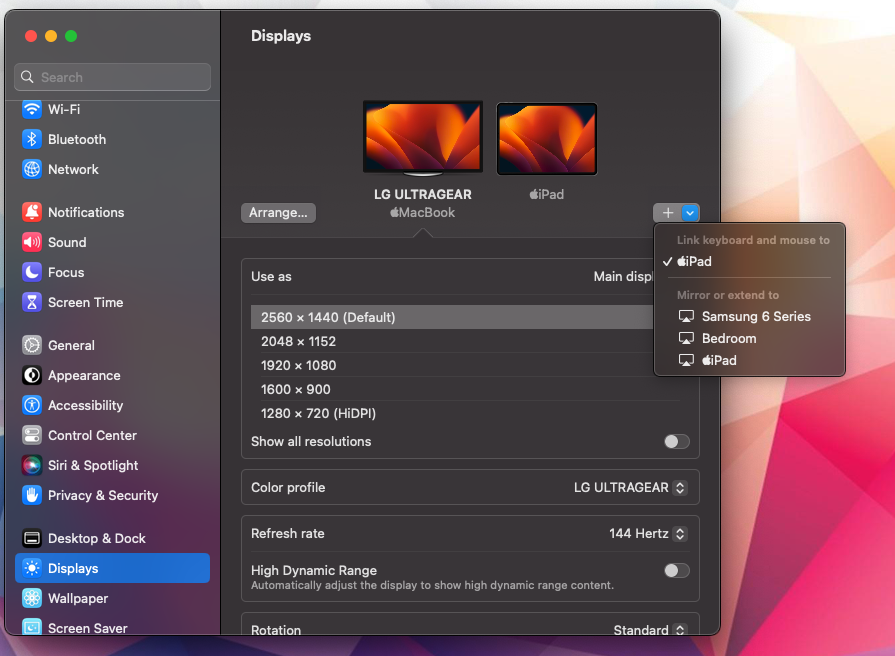 Displays
Search
Wi-Fi
Bluetooth
Network
Notifications
Sound
Focus
Screen Time
General
Appearance
Accessibility
Control Center
Siri & Spotlight
Privacy & Security
Desktop & Dock
Displays
Wallpaper
Screen Saver
LG ULTRAGEAR
MacBook
iPad
Arrange...
Link keyboard and mouse to
✓ iPad
Mirror or extend to
Samsung 6 Series
Bedroom
iPad
Use as Main displ
2560 × 1440 (Default)
2048 × 1152
1920 × 1080
1600 × 900
1280 × 720 (HiDPI)
Show all resolutions
Color profile LG ULTRAGEAR
Refresh rate 144 Hertz
High Dynamic Range
Automatically adjust the display to show high dynamic range content.
Rotation Standard